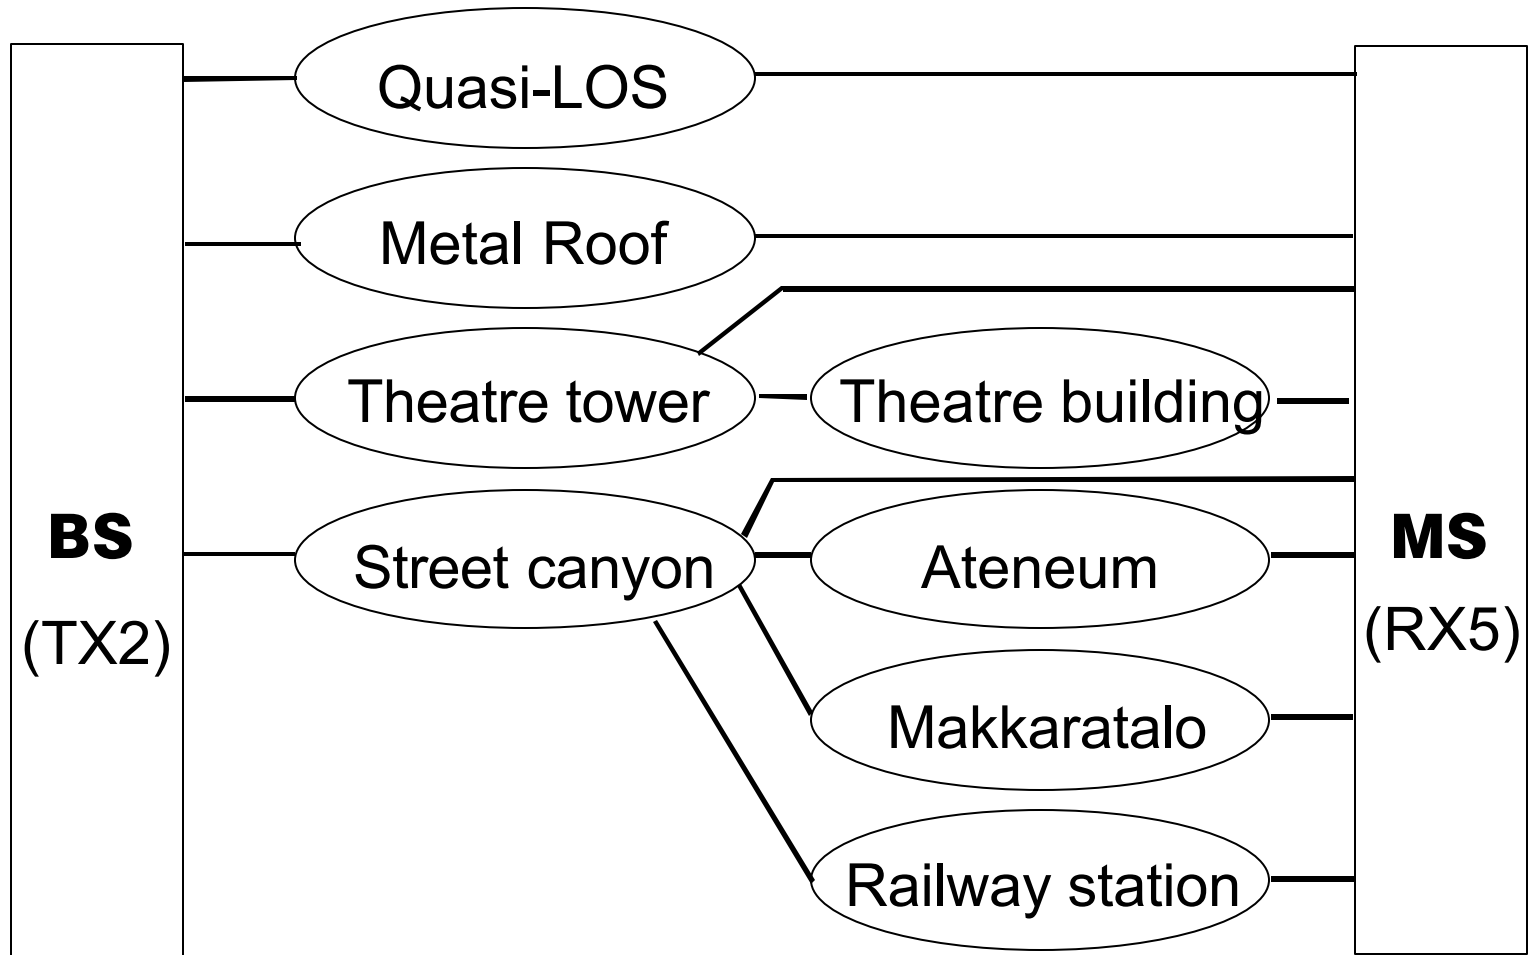 Quasi-LOS
Metal Roof
Theatre tower
Theatre building
BS
(TX2)
Street canyon
Ateneum
MS
(RX5)
Makkaratalo
Railway station